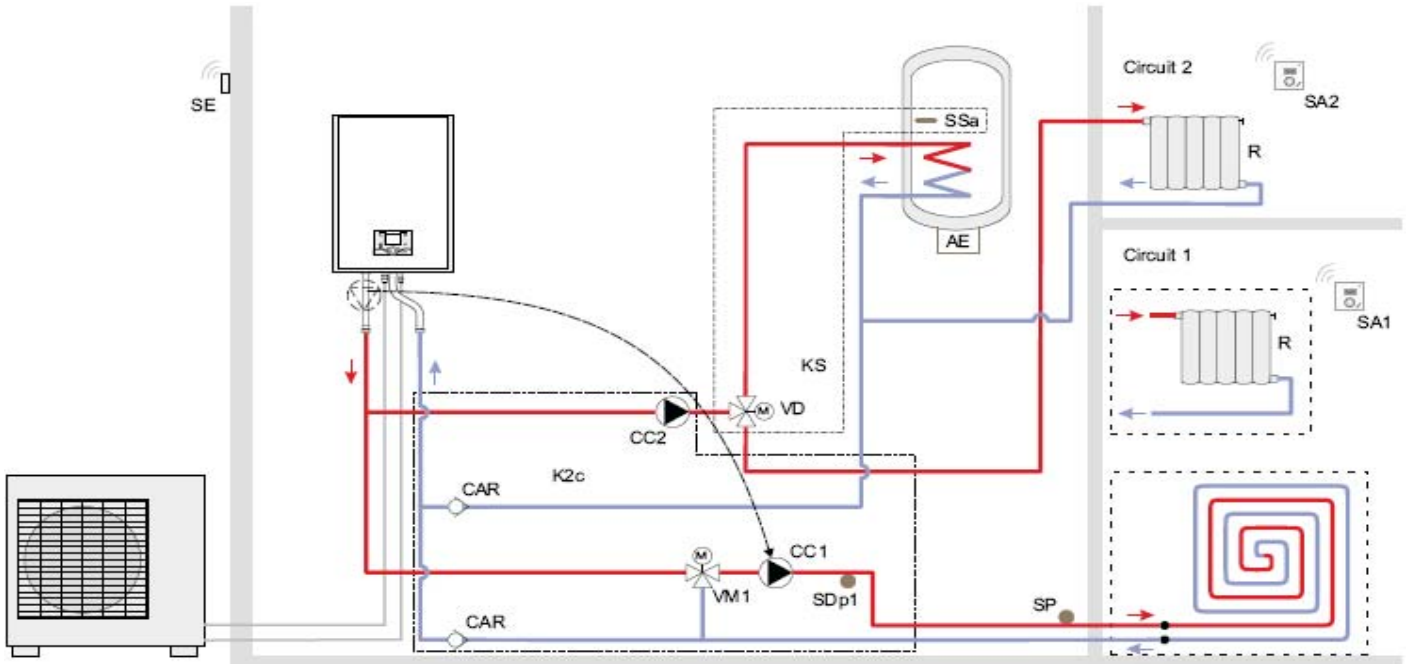 Circuit 2
SE
SA2
SSa
R
AE
Circuit 1
SA1
R
KS
M
VD
CC2
K2c
CAR
M
CC1
VM1
SDp1
SP
CAR